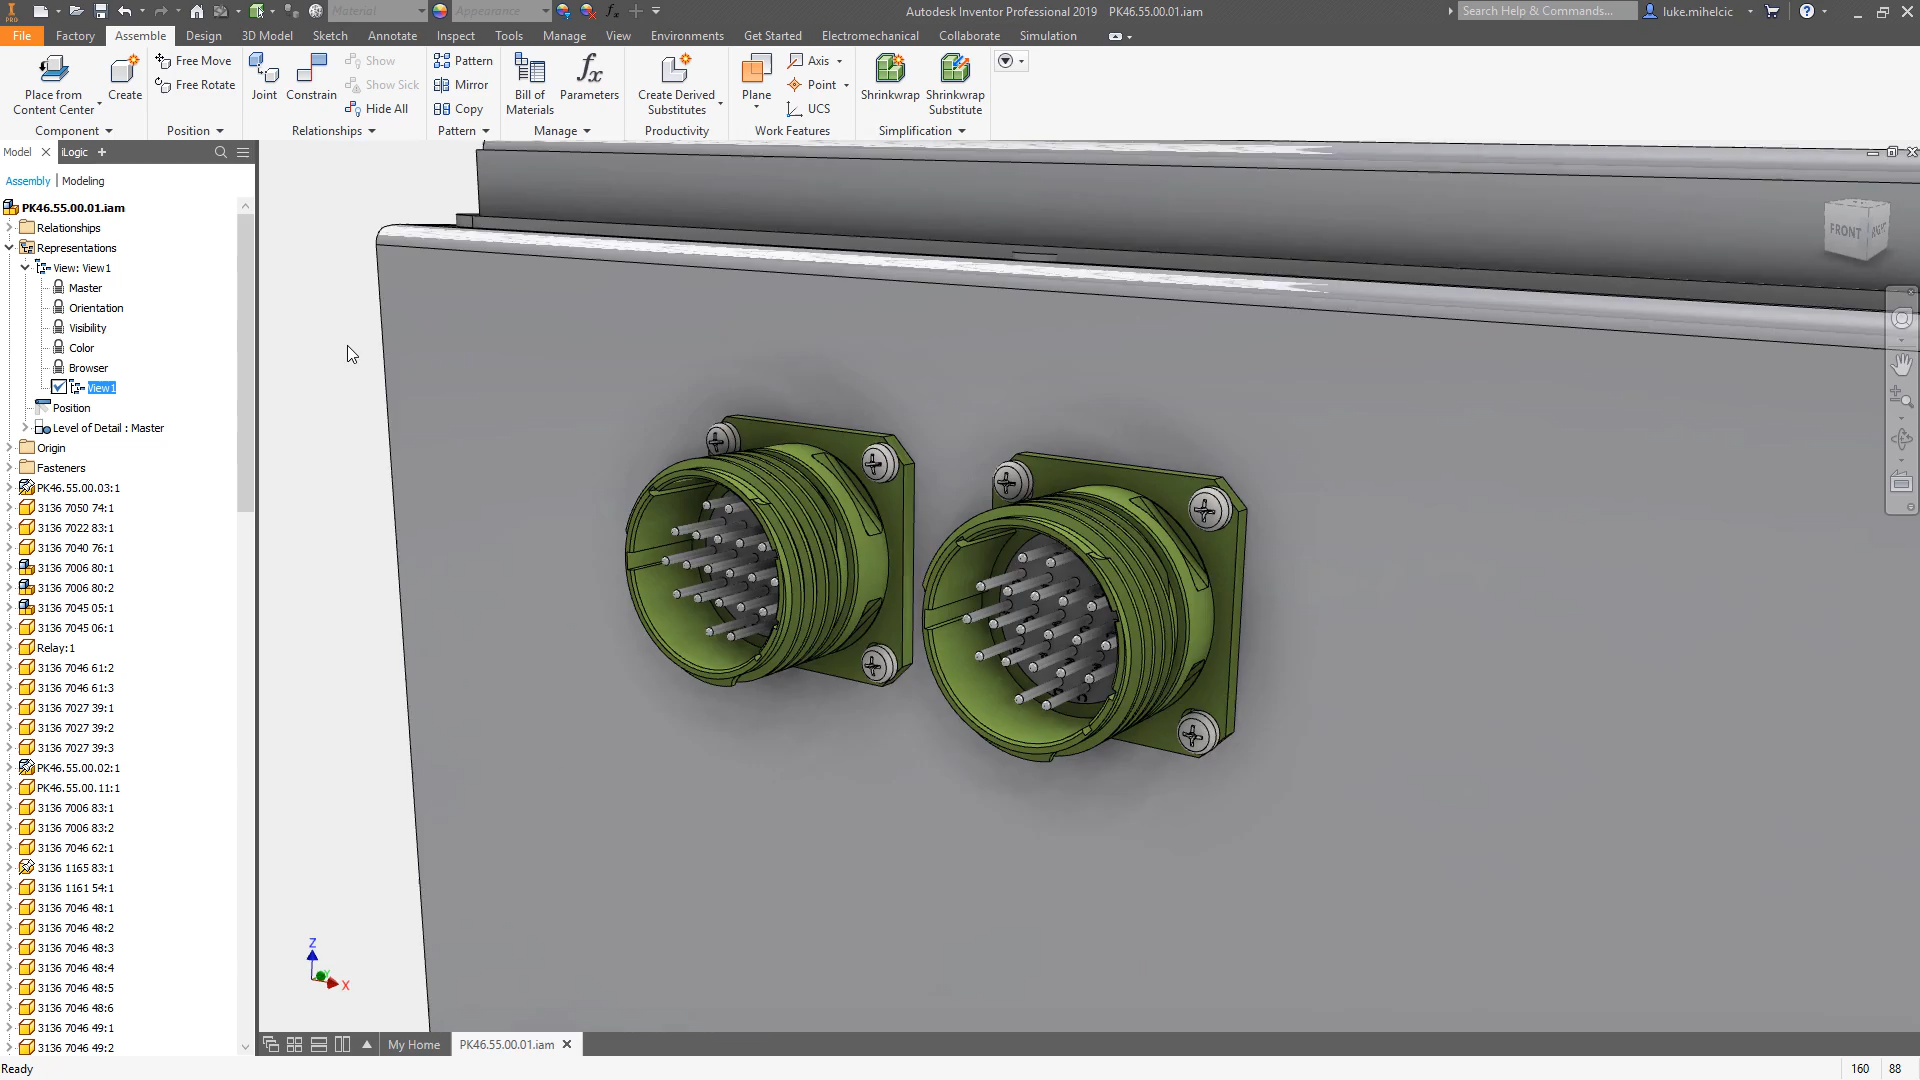 PRO
Material
Appearance
Autodesk Inventor Professional 2019 PK46.55.00.01.iam
Search Help & Commands...
luke.mihelcic
File Factory Assemble Design 3D Model Sketch Annotate Inspect Tools Manage View Environments Get Started Electromechanical Collaborate Simulation
Place from Content Center
Create
Free Move
Free Rotate
Joint
Constrain
Show
Show Sick
Hide All
Pattern
Mirror
Copy
Bill of Materials
Parameters
Create Derived Substitutes
Plane
Axis
Point
UCS
Shrinkwrap
Shrinkwrap Substitute
Component Position Relationships Pattern Manage Productivity Work Features Simplification
Model iLogic
Assembly | Modeling
PK46.55.00.01.iam
Relationships
Representations
View: View1
Master
Orientation
Visibility
Color
Browser
View1
Position
Level of Detail : Master
Origin
Fasteners
PK46.55.00.03:1
3136 7050 74:1
3136 7022 83:1
3136 7040 76:1
3136 7006 80:1
3136 7006 80:2
3136 7045 05:1
3136 7045 06:1
Relay:1
3136 7046 61:2
3136 7046 61:3
3136 7027 39:1
3136 7027 39:2
3136 7027 39:3
PK46.55.00.02:1
PK46.55.00.11:1
3136 7006 83:1
3136 7006 83:2
3136 7046 62:1
3136 1165 83:1
3136 1161 54:1
3136 7046 48:1
3136 7046 48:2
3136 7046 48:3
3136 7046 48:4
3136 7046 48:5
3136 7046 48:6
3136 7046 49:1
3136 7046 49:2
FRONT RIGHT
Z
Y
X
My Home PK46.55.00.01.iam
Ready
160 88